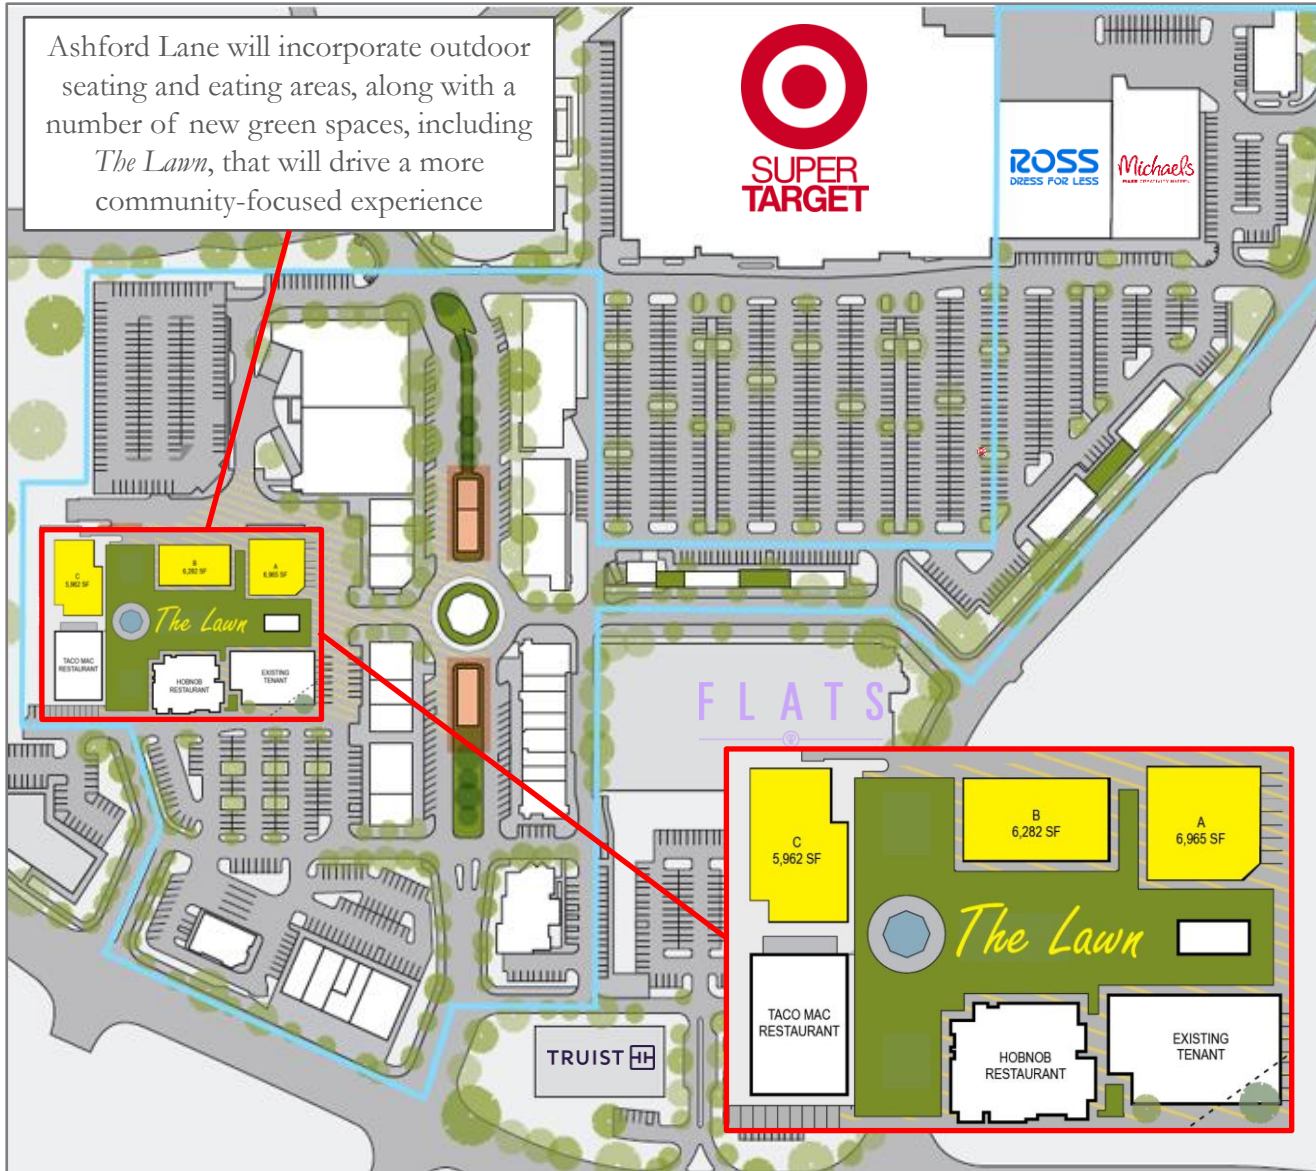 Ashford Lane will incorporate outdoor
seating and eating areas, along with a
number of new green spaces, including
The Lawn, that will drive a more
community-focused experience
SUPER
TARGET
ROSS
DRESS FOR LESS
Michaels
C
5,962 SF
B
6,282 SF
A
6,965 SF
The Lawn
TACO MAC
RESTAURANT
HOBNOB
RESTAURANT
EXISTING
TENANT
FLATS
C
5,962 SF
B
6,282 SF
A
6,965 SF
The Lawn
TACO MAC
RESTAURANT
HOBNOB
RESTAURANT
EXISTING
TENANT
TRUIST